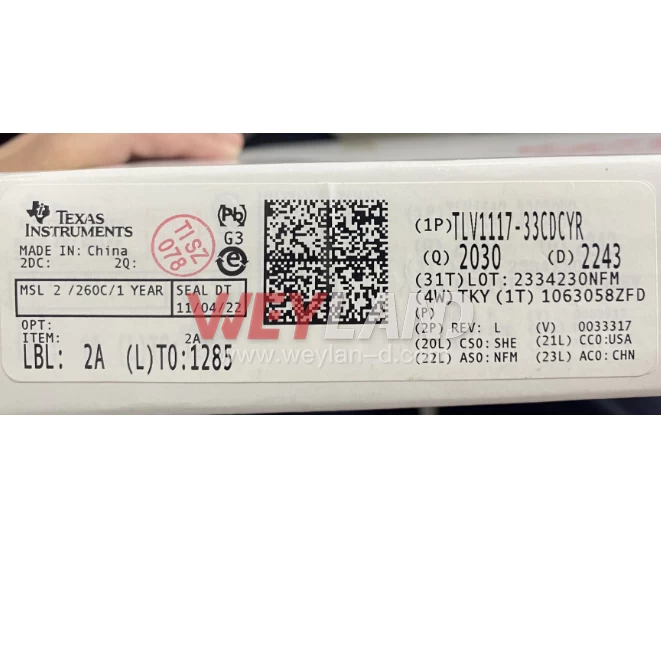 TEXAS
INSTRUMENTS
MADE IN: China
2DC: 2Q:
TI SZ
078
Pb
G3
e
MSL 2 /260C/1 YEAR
SEAL DT
11/04/22
OPT:
ITEM: 2A
LBL: 2A (L)TO:1285
(1P) TLV1117-33CDCYR
(Q) 2030 (D) 2243
(31T) LOT: 2334230NFM
(4W) TKY (1T) 1063058ZFD
(P)
(2P) REV: L (V) 0033317
(20L) CSO: SHE (21L) CCO:USA
(22L) ASO: NFM (23L) ACO: CHN
WEYLAND
www.weylan-d.com